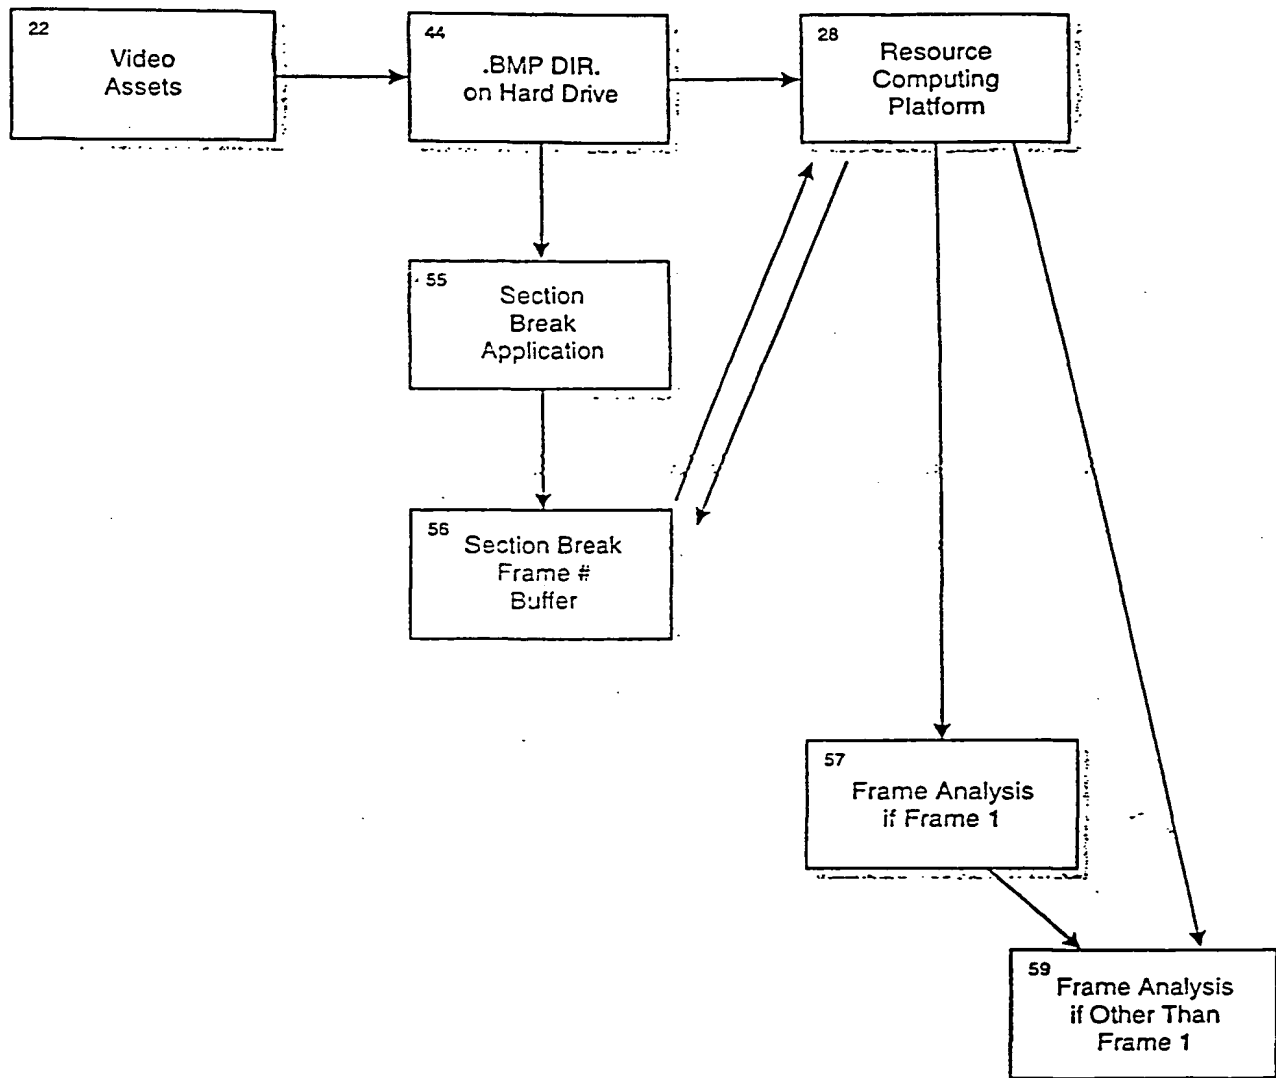 22
Video
Assets
44
.BMP DIR.
on Hard Drive
28
Resource
Computing
Platform
55
Section
Break
Application
56
Section Break
Frame #
Buffer
57
Frame Analysis
if Frame 1
59
Frame Analysis
if Other Than
Frame 1